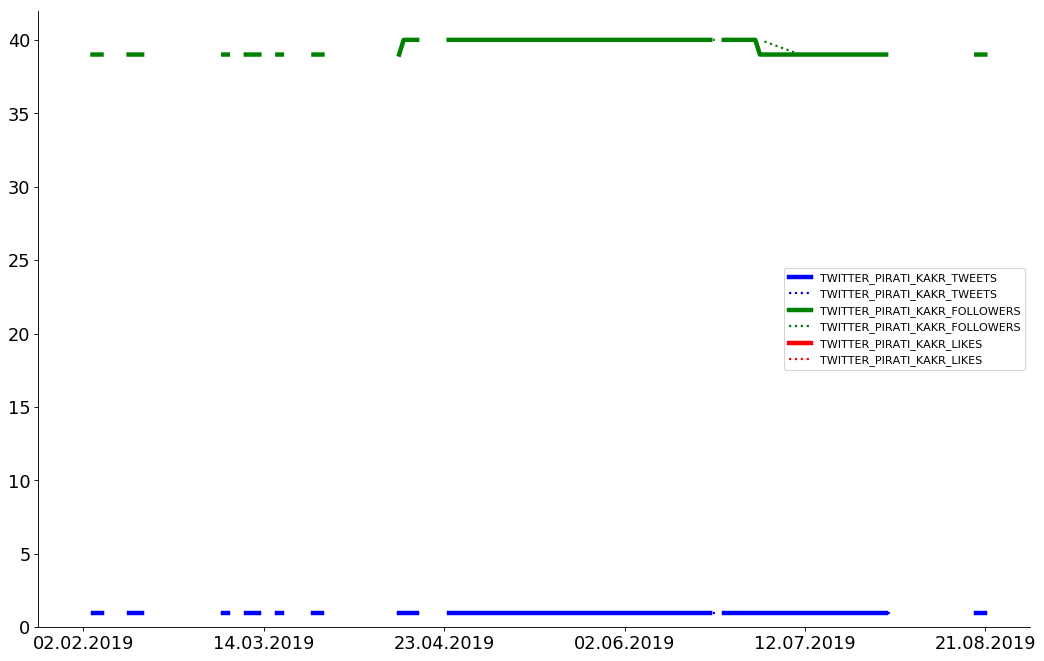 40
35
30
25
20
15
10
5
0
02.02.2019 14.03.2019 23.04.2019 02.06.2019 12.07.2019 21.08.2019
TWITTER_PIRATI_KAKR_TWEETS
TWITTER_PIRATI_KAKR_TWEETS
TWITTER_PIRATI_KAKR_FOLLOWERS
TWITTER_PIRATI_KAKR_FOLLOWERS
TWITTER_PIRATI_KAKR_LIKES
TWITTER_PIRATI_KAKR_LIKES